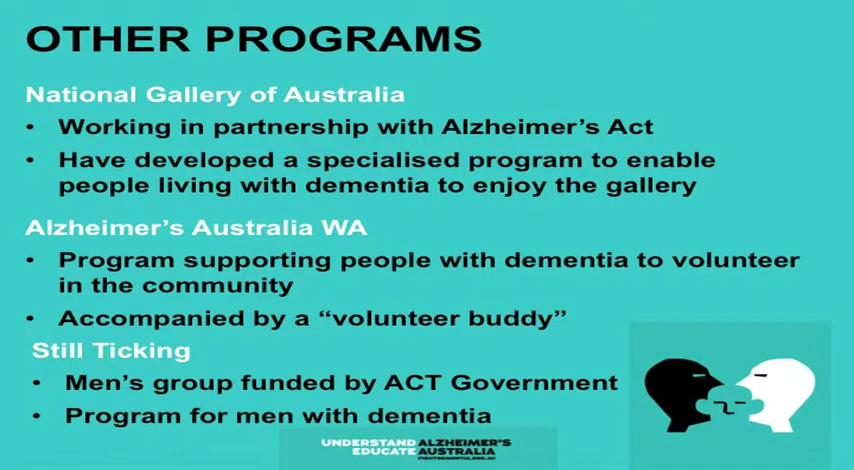 OTHER PROGRAMS
National Gallery of Australia
• Working in partnership with Alzheimer’s Act
• Have developed a specialised program to enable
people living with dementia to enjoy the gallery
Alzheimer’s Australia WA
• Program supporting people with dementia to volunteer
in the community
• Accompanied by a “volunteer buddy”
Still Ticking
• Men’s group funded by ACT Government
• Program for men with dementia
UNDERSTAND ALZHEIMER’S
EDUCATE AUSTRALIA
FIGHTDEMENTIA.ORG.AU